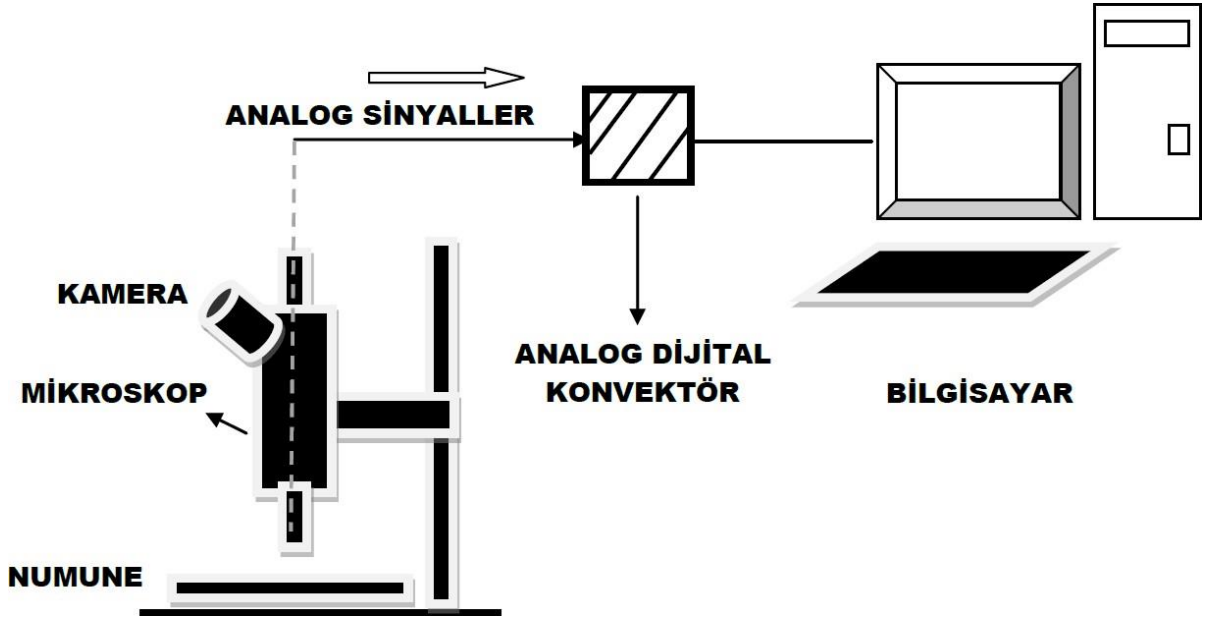 ANALOG SİNYALLER
KAMERA
MİKROSKOP
ANALOG DİJİTAL
KONVEKTÖR
BİLGİSAYAR
NUMUNE